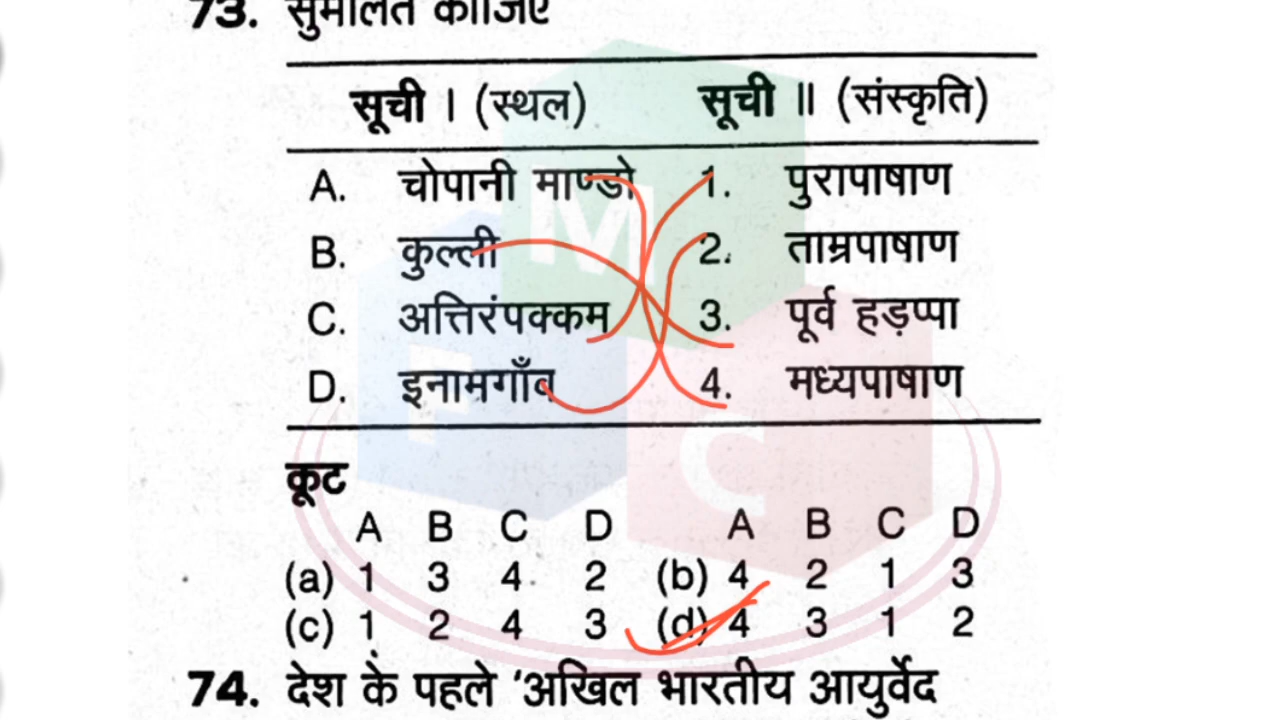 73. सुमेलित कीजिए
सूची I (स्थल) सूची II (संस्कृति)
A. चोपानी माण्डो 1. पुरापाषाण
B. कुल्ली 2. ताम्रपाषाण
C. अत्तिरंपक्कम 3. पूर्व हड़प्पा
D. इनामगाँव 4. मध्यपाषाण
कूट
A B C D A B C D
(a) 1 3 4 2 (b) 4 2 1 3
(c) 1 2 4 3 (d) 4 3 1 2
74. देश के पहले 'अखिल भारतीय आयुर्वेद
M
F
C